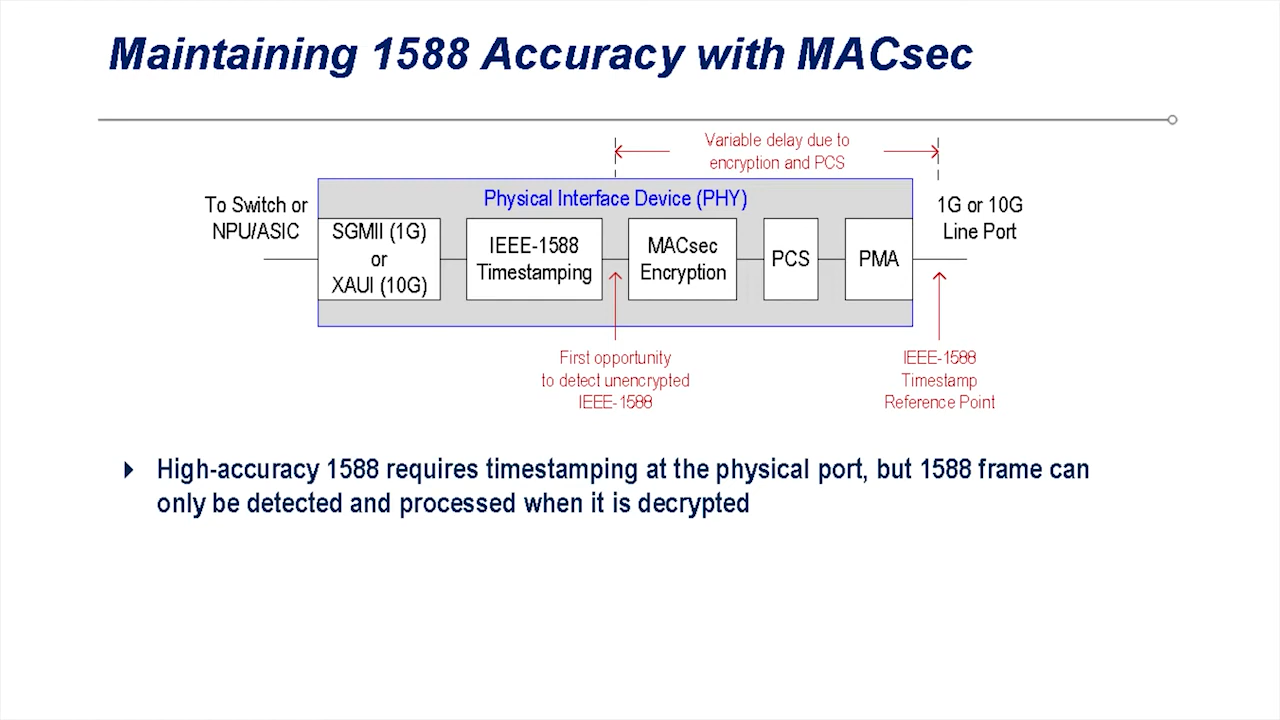 Maintaining 1588 Accuracy with MACsec
Variable delay due to
encryption and PCS
To Switch or
NPU/ASIC
Physical Interface Device (PHY)
1G or 10G
Line Port
SGMII (1G)
or
XAUI (10G)
IEEE-1588
Timestamping
MACsec
Encryption
PCS
PMA
First opportunity
to detect unencrypted
IEEE-1588
IEEE-1588
Timestamp
Reference Point
High-accuracy 1588 requires timestamping at the physical port, but 1588 frame can
only be detected and processed when it is decrypted